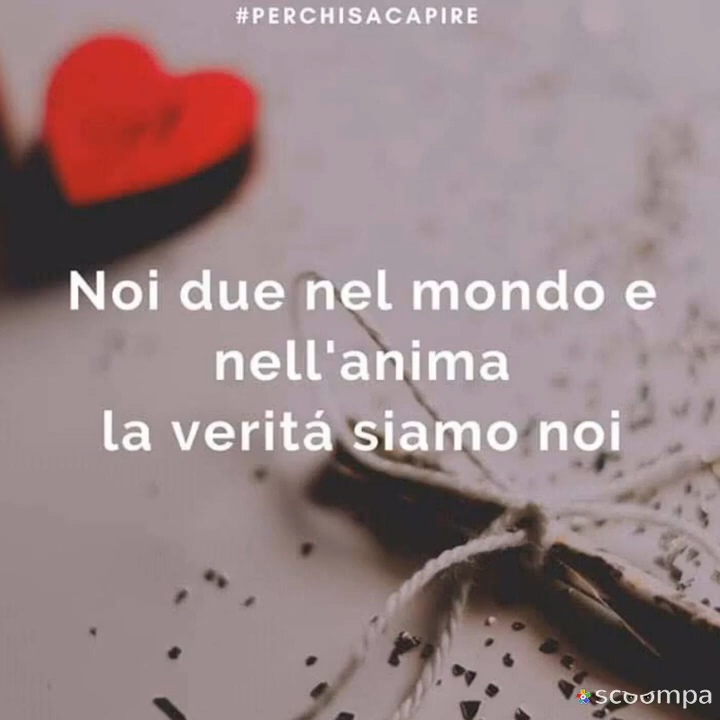 #PERCHISACAPIRE
Noi due nel mondo e
nell'anima
la veritá siamo noi
scoompa